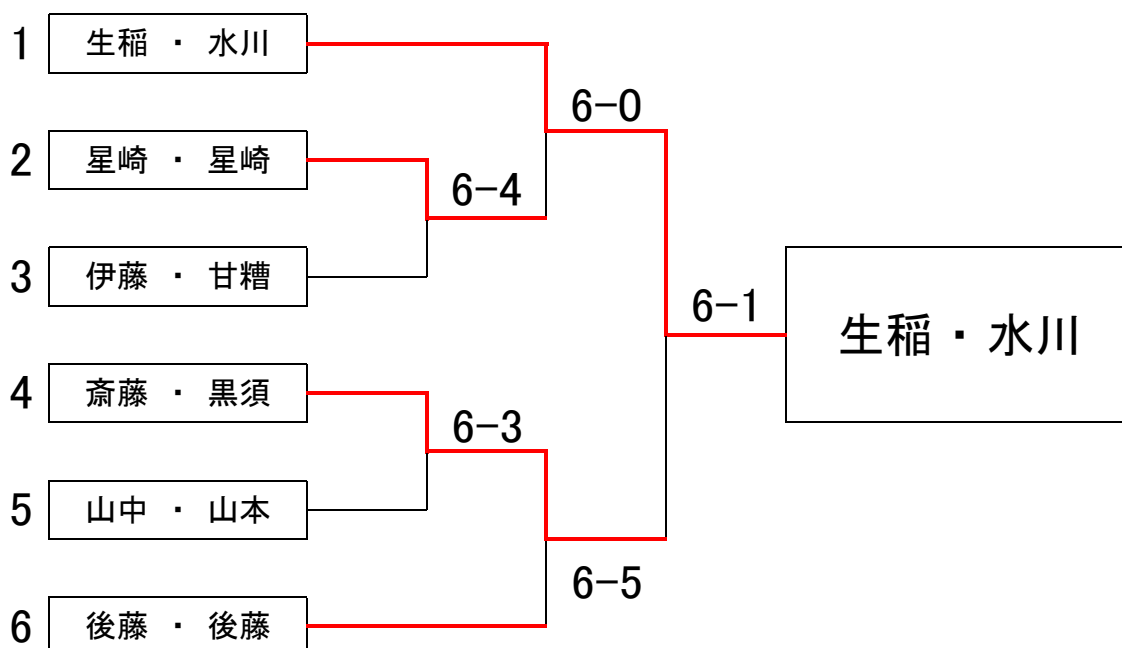 1 生稲 ・ 水川
6-0
2 星崎 ・ 星崎
6-4
3 伊藤 ・ 甘糟
6-1
生稲・水川
4 斎藤 ・ 黒須
6-3
5 山中 ・ 山本
6-5
6 後藤 ・ 後藤